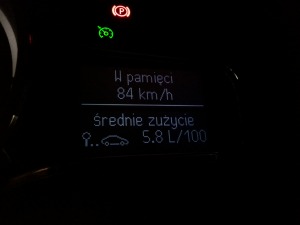 P
W pamięci
84 km/h
średnie zużycie
5.8 L/100